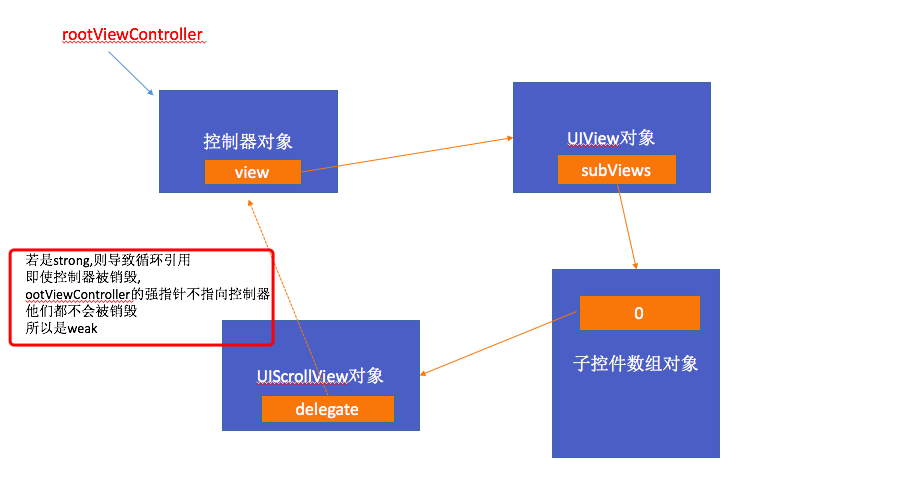 rootViewController
控制器对象
view
UIView对象
subViews
若是strong,则导致循环引用
即使控制器被销毁,
ootViewController的强指针不指向控制器
他们都不会被销毁
所以是weak
0
子控件数组对象
UIScrollView对象
delegate